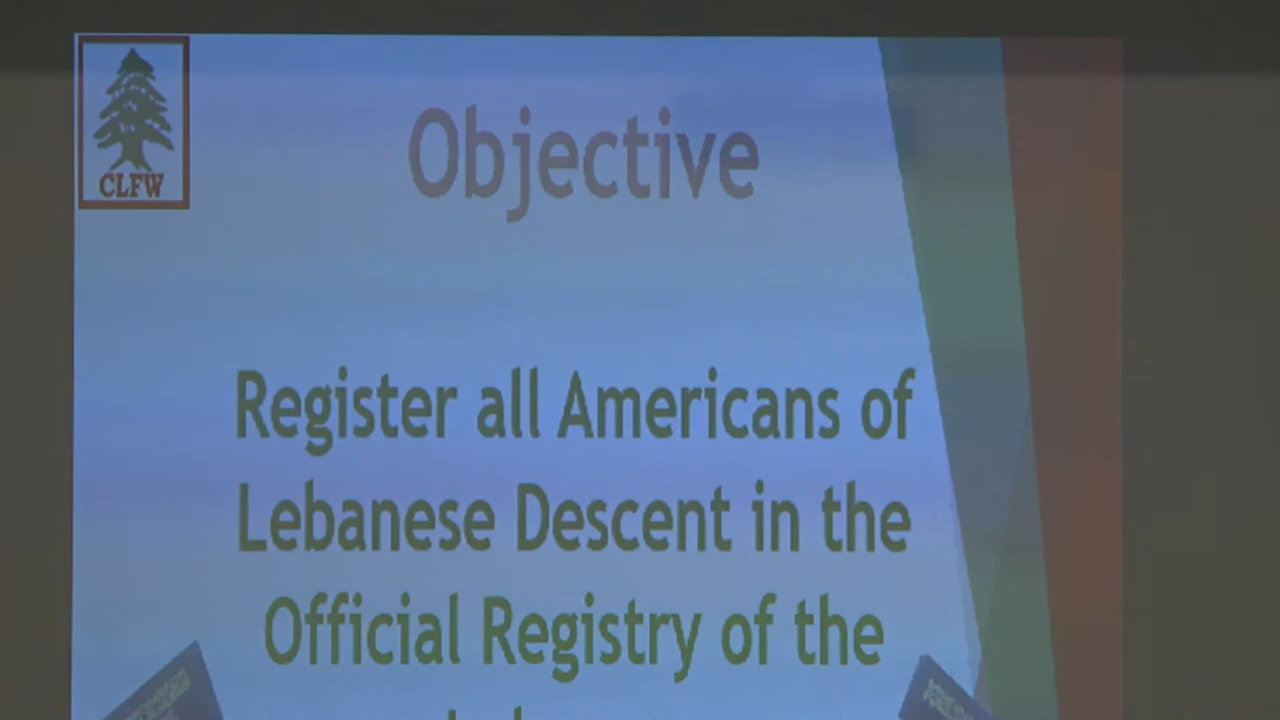 CLFW
Objective
Register all Americans of
Lebanese Descent in the
Official Registry of the